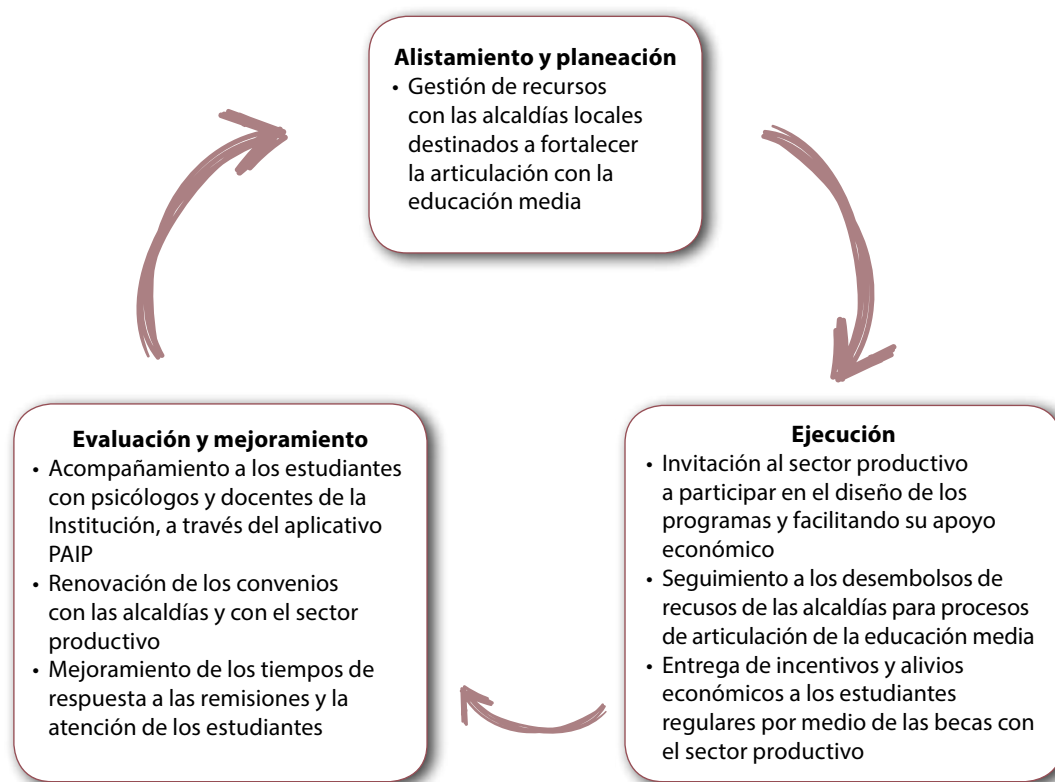 Alistamiento y planeación
• Gestión de recursos
con las alcaldías locales
destinados a fortalecer
la articulación con la
educación media
Evaluación y mejoramiento
• Acompañamiento a los estudiantes
con psicólogos y docentes de la
Institución, a través del aplicativo
PAIP
• Renovación de los convenios
con las alcaldías y con el sector
productivo
• Mejoramiento de los tiempos de
respuesta a las remisiones y la
atención de los estudiantes
Ejecución
• Invitación al sector productivo
a participar en el diseño de los
programas y facilitando su apoyo
económico
• Seguimiento a los desembolsos de
recusos de las alcaldías para procesos
de articulación de la educación media
• Entrega de incentivos y alivios
económicos a los estudiantes
regulares por medio de las becas con
el sector productivo